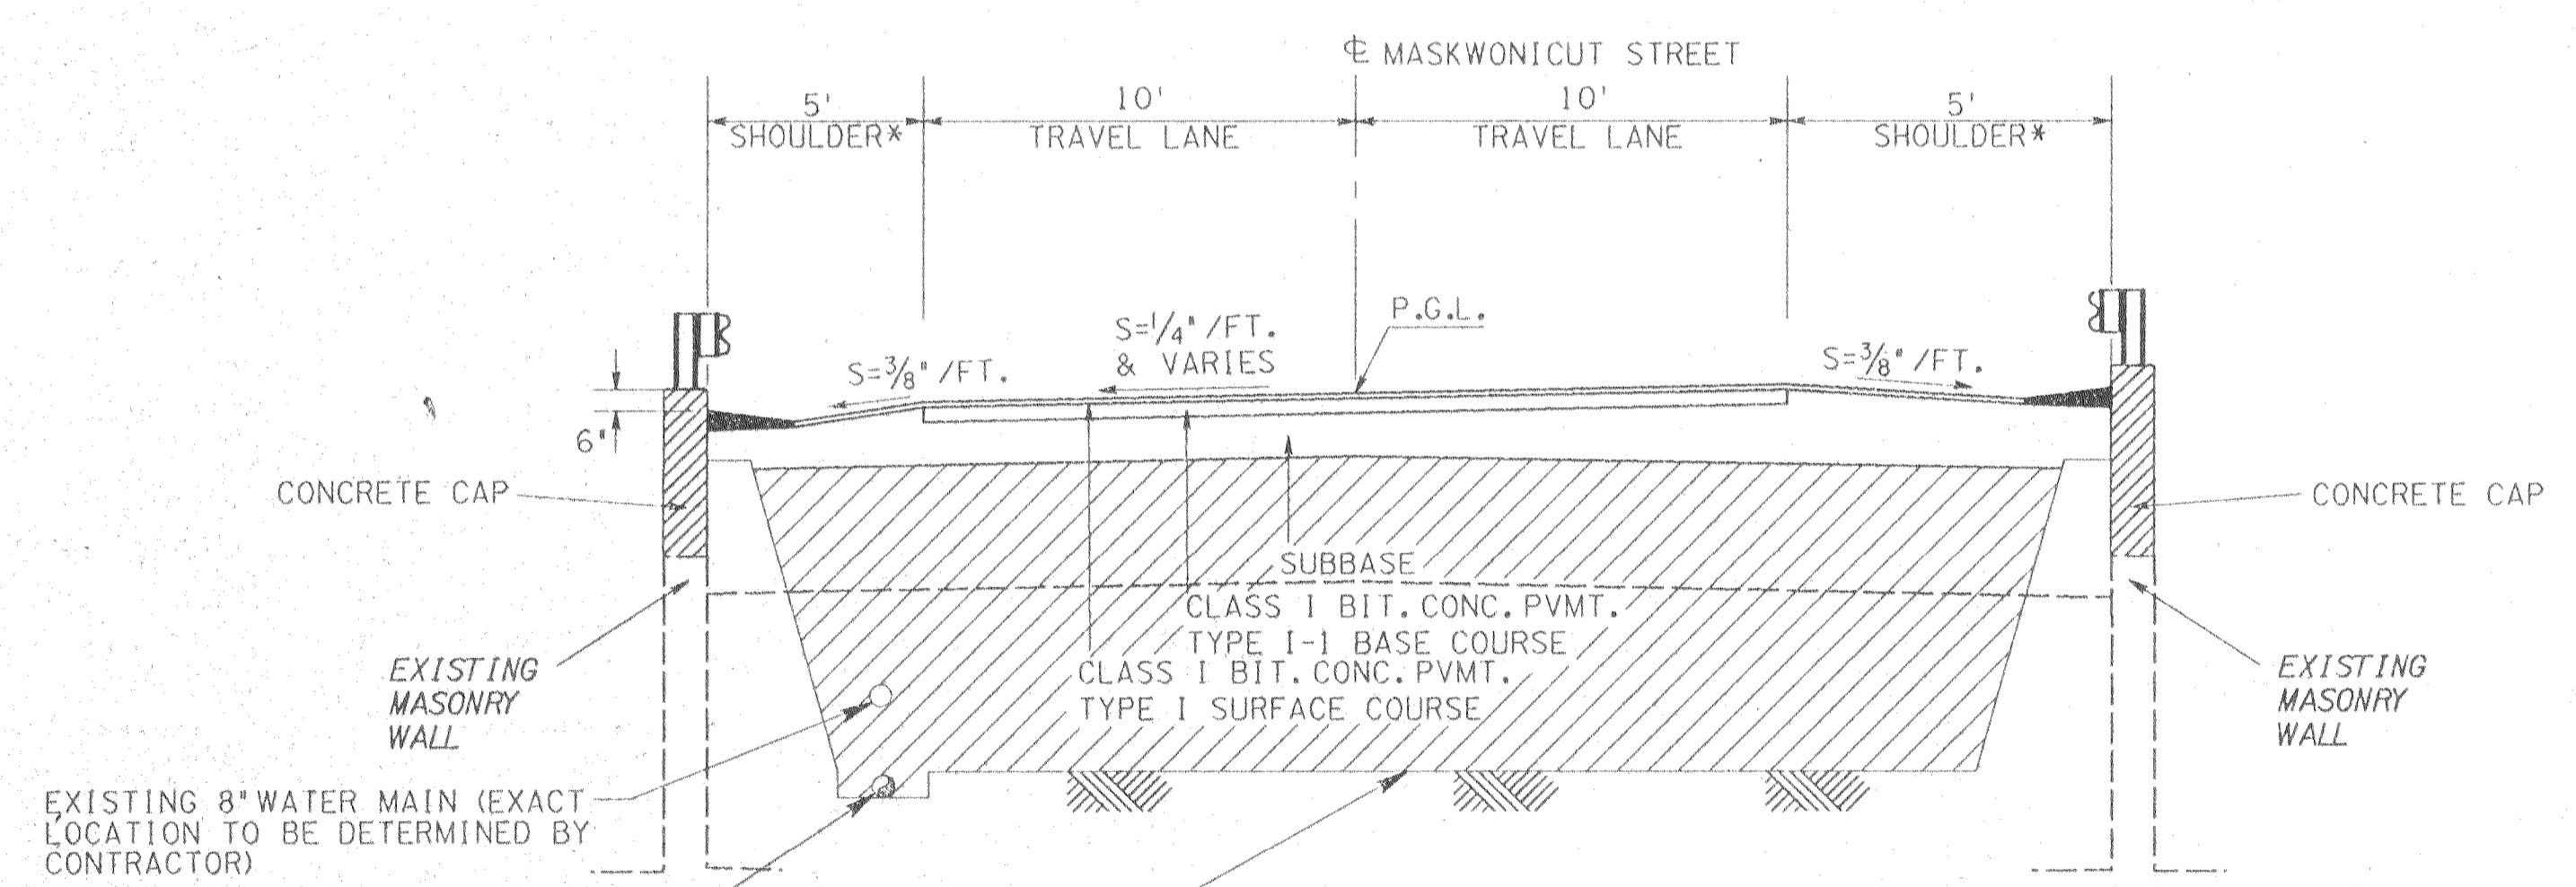 ℄ MASKWONICUT STREET
5'
SHOULDER*
10'
TRAVEL LANE
10'
TRAVEL LANE
5'
SHOULDER*
P.G.L.
S=1/4" /FT.
& VARIES
S=3/8" /FT.
S=3/8" /FT.
6"
CONCRETE CAP
CONCRETE CAP
SUBBASE
CLASS I BIT. CONC. PVMT.
TYPE I-1 BASE COURSE
CLASS I BIT. CONC. PVMT.
TYPE I SURFACE COURSE
EXISTING
MASONRY
WALL
EXISTING
MASONRY
WALL
EXISTING 8" WATER MAIN (EXACT
LOCATION TO BE DETERMINED BY
CONTRACTOR)